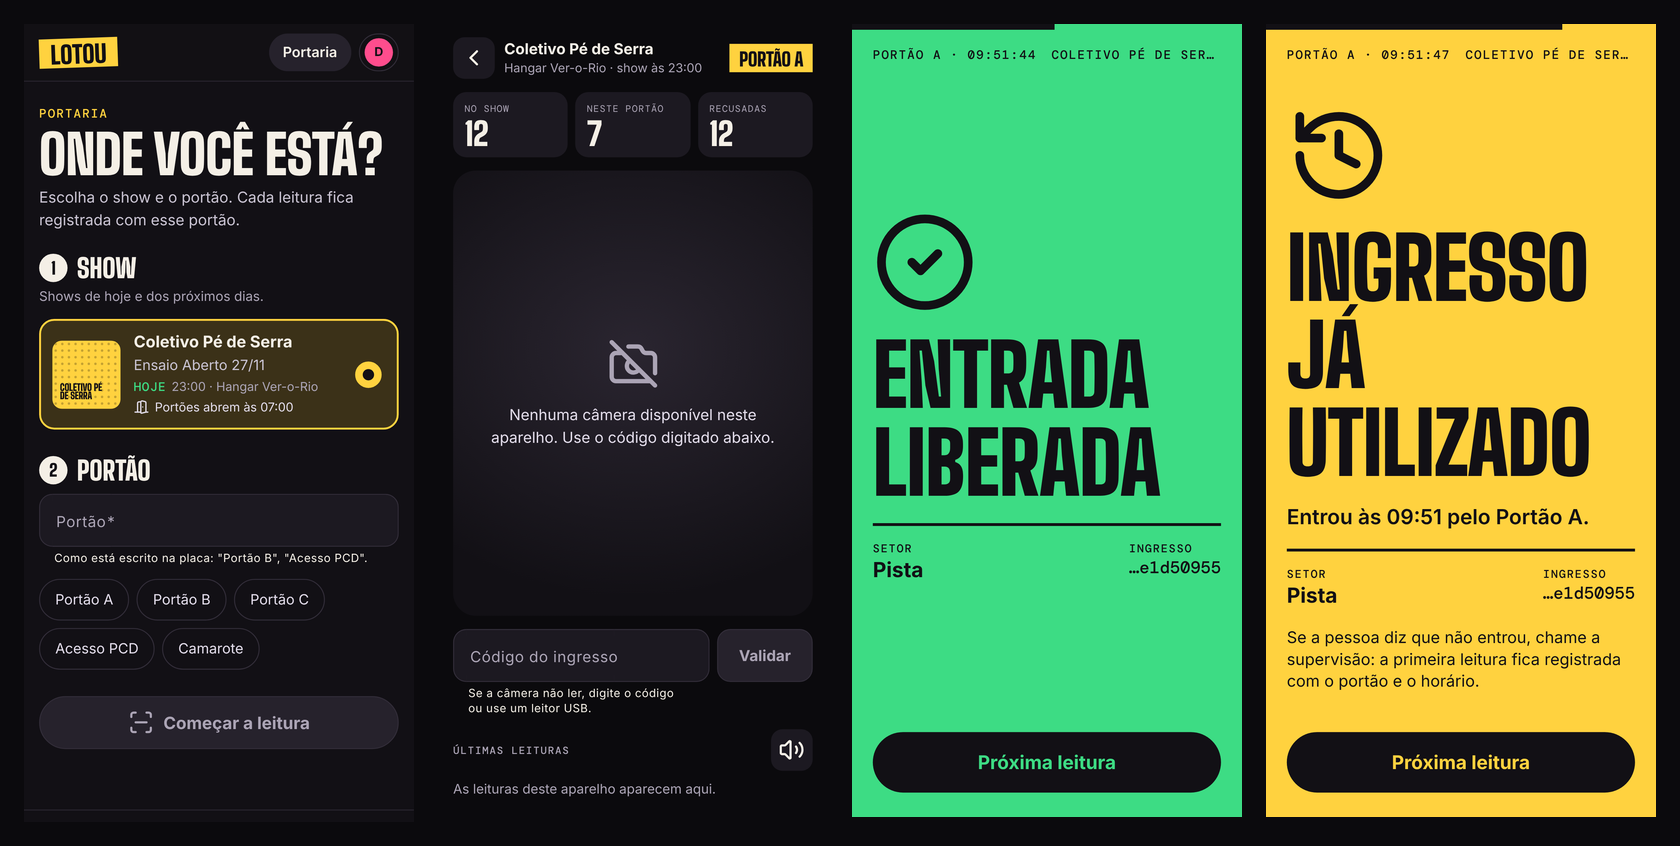 LOTOU
Portaria
D
PORTARIA
ONDE VOCÊ ESTÁ?
Escolha o show e o portão. Cada leitura fica
registrada com esse portão.
1 SHOW
Shows de hoje e dos próximos dias.
COLETIVO PÉ
DE SERRA
Coletivo Pé de Serra
Ensaio Aberto 27/11
HOJE 23:00 · Hangar Ver-o-Rio
Portões abrem às 07:00
2 PORTÃO
Portão*
Como está escrito na placa: "Portão B", "Acesso PCD".
Portão A
Portão B
Portão C
Acesso PCD
Camarote
Começar a leitura
Coletivo Pé de Serra
Hangar Ver-o-Rio · show às 23:00
PORTÃO A
NO SHOW
12
NESTE PORTÃO
7
RECUSADAS
12
Nenhuma câmera disponível neste
aparelho. Use o código digitado abaixo.
Código do ingresso
Validar
Se a câmera não ler, digite o código
ou use um leitor USB.
ÚLTIMAS LEITURAS
As leituras deste aparelho aparecem aqui.
PORTÃO A · 09:51:44 COLETIVO PÉ DE SER…
ENTRADA
LIBERADA
SETOR
Pista
INGRESSO
…e1d50955
Próxima leitura
PORTÃO A · 09:51:47 COLETIVO PÉ DE SER…
INGRESSO
JÁ
UTILIZADO
Entrou às 09:51 pelo Portão A.
SETOR
Pista
INGRESSO
…e1d50955
Se a pessoa diz que não entrou, chame a
supervisão: a primeira leitura fica registrada
com o portão e o horário.
Próxima leitura